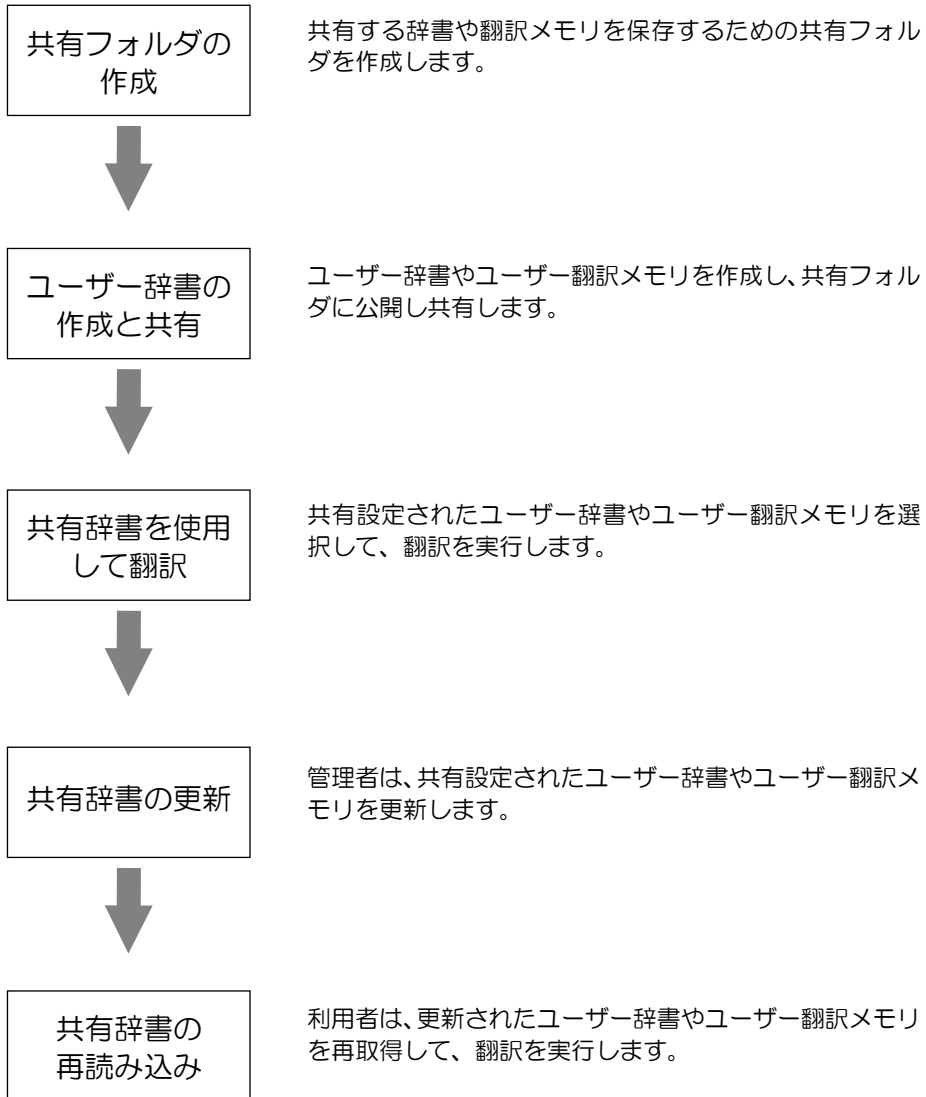 共有フォルダの
作成
共有する辞書や翻訳メモリを保存するための共有フォル
ダを作成します。
ユーザー辞書の
作成と共有
ユーザー辞書やユーザー翻訳メモリを作成し、共有フォル
ダに公開し共有します。
共有辞書を使用
して翻訳
共有設定されたユーザー辞書やユーザー翻訳メモリを選
択して、翻訳を実行します。
共有辞書の更新
管理者は、共有設定されたユーザー辞書やユーザー翻訳メ
モリを更新します。
共有辞書の
再読み込み
利用者は、更新されたユーザー辞書やユーザー翻訳メモリ
を再取得して、翻訳を実行します。